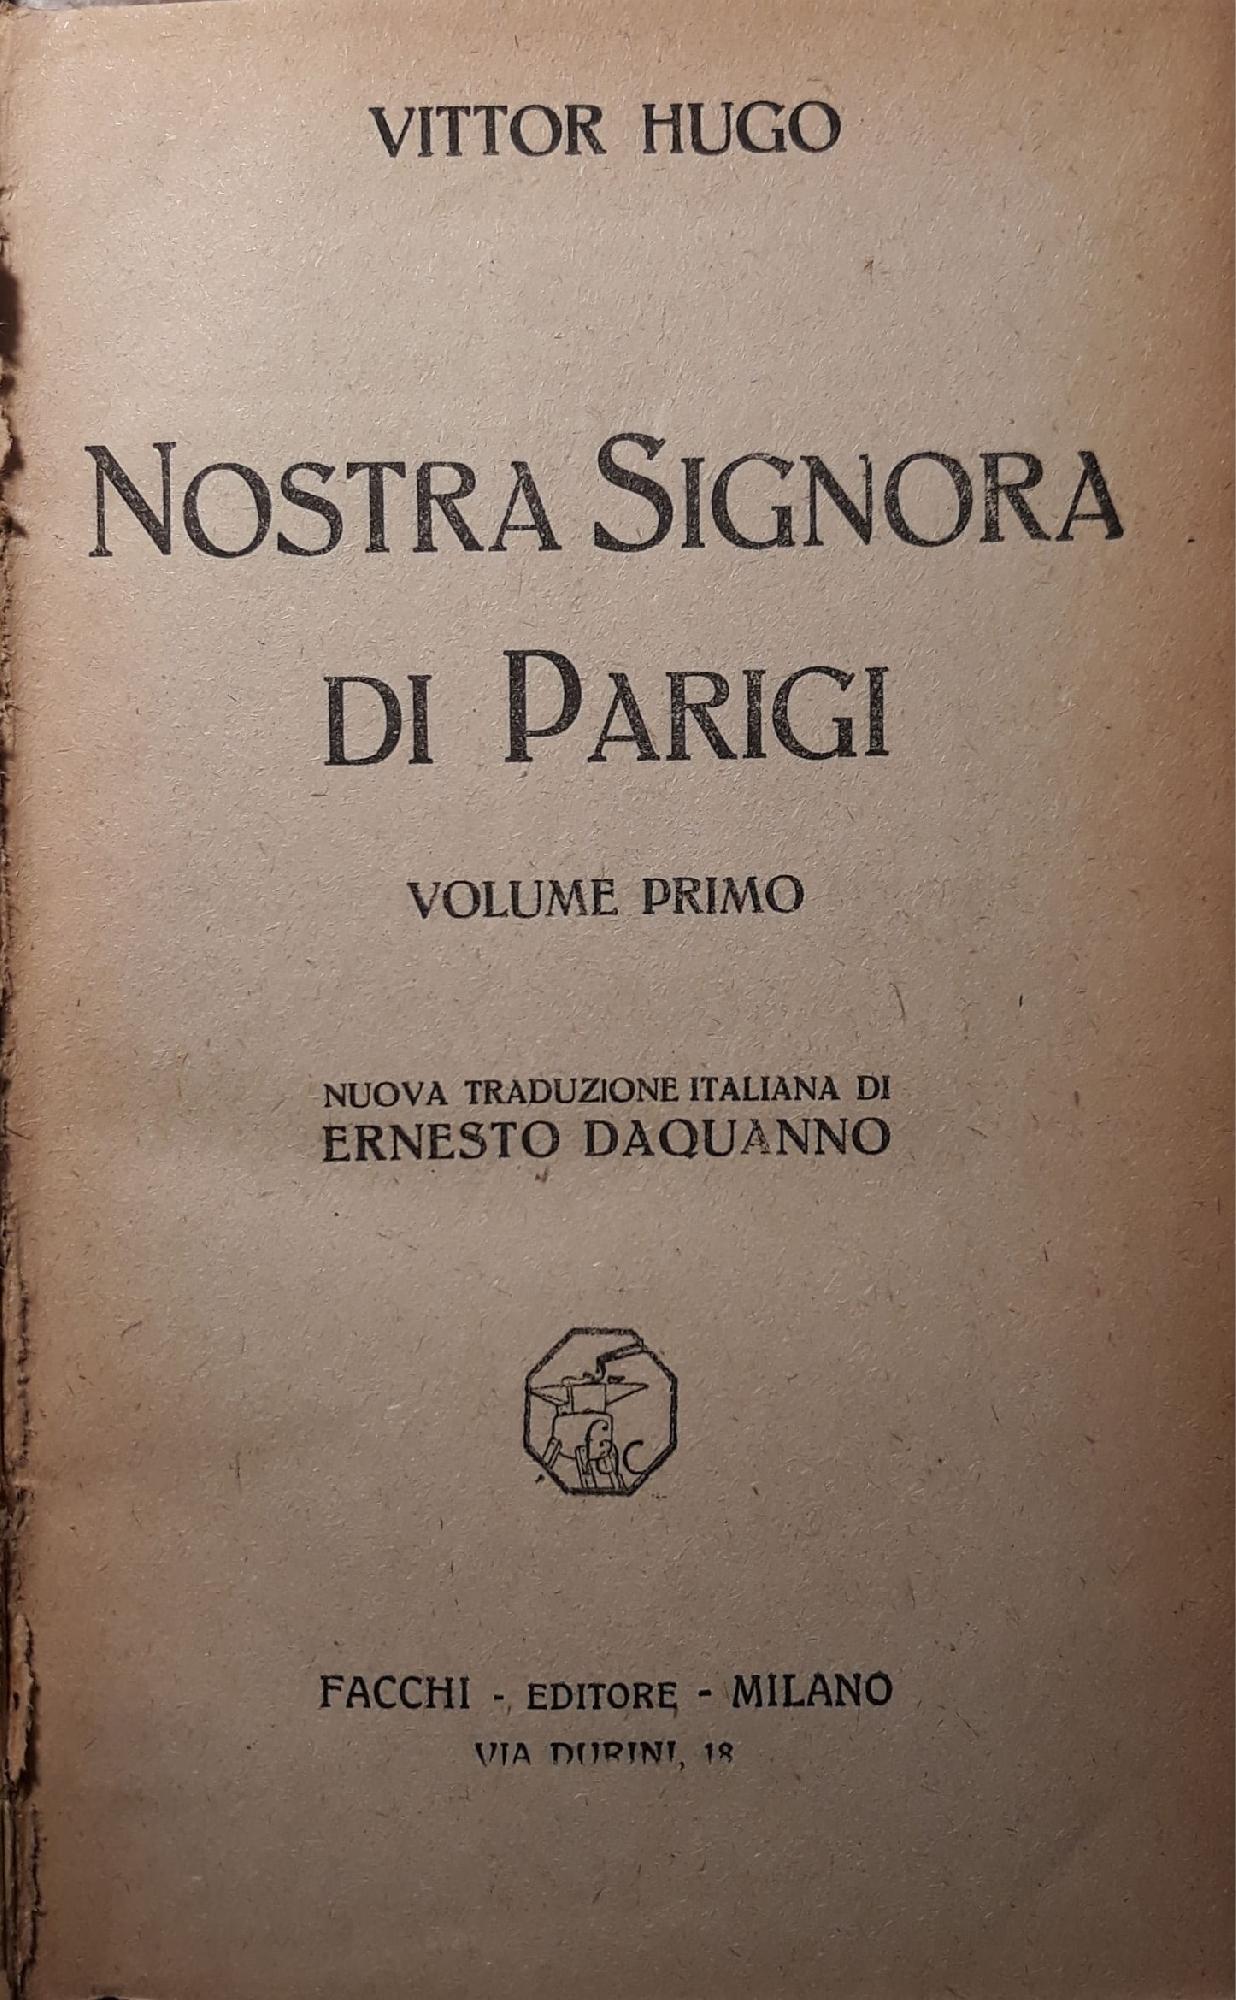 VITTOR HUGO
NOSTRA SIGNORA
DI PARIGI
VOLUME PRIMO
NUOVA TRADUZIONE ITALIANA DI
ERNESTO DAQUANNO
FACCHI - EDITORE - MILANO
VIA DURINI, 18